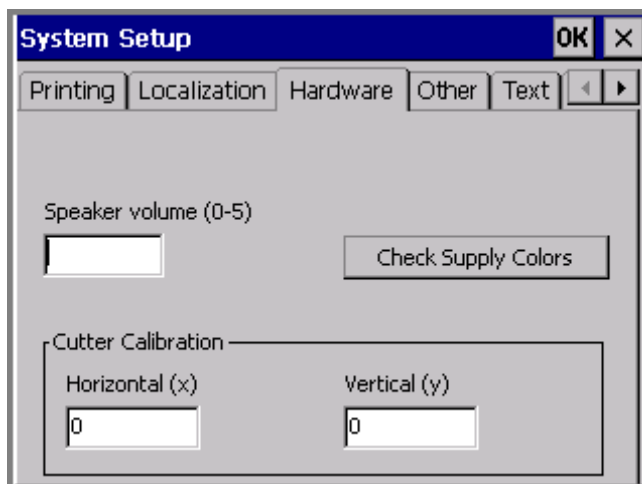 System Setup OK ×
Printing Localization Hardware Other Text
Speaker volume (0-5)
Check Supply Colors
Cutter Calibration
Horizontal (x) Vertical (y)
0 0